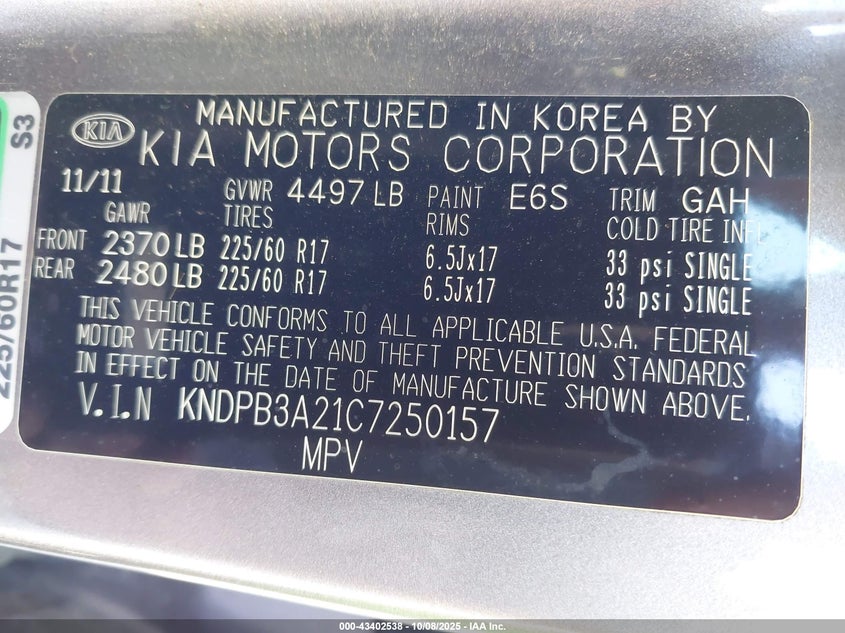 MANUFACTURED IN KOREA BY
KIA
KIA MOTORS CORPORATION
11/11 GVWR 4497 LB PAINT E6S TRIM GAH
GAWR TIRES RIMS COLD TIRE INFL
FRONT 2370 LB 225/60 R17 6.5Jx17 33 psi SINGLE
REAR 2480 LB 225/60 R17 6.5Jx17 33 psi SINGLE
THIS VEHICLE CONFORMS TO ALL APPLICABLE U.S.A. FEDERAL
MOTOR VEHICLE SAFETY AND THEFT PREVENTION STANDARDS
IN EFFECT ON THE DATE OF MANUFACTURE SHOWN ABOVE.
V.I.N KNDPB3A21C7250157
MPV
S3
225/60R17
000-43402538 - 10/08/2025 - IAA Inc.